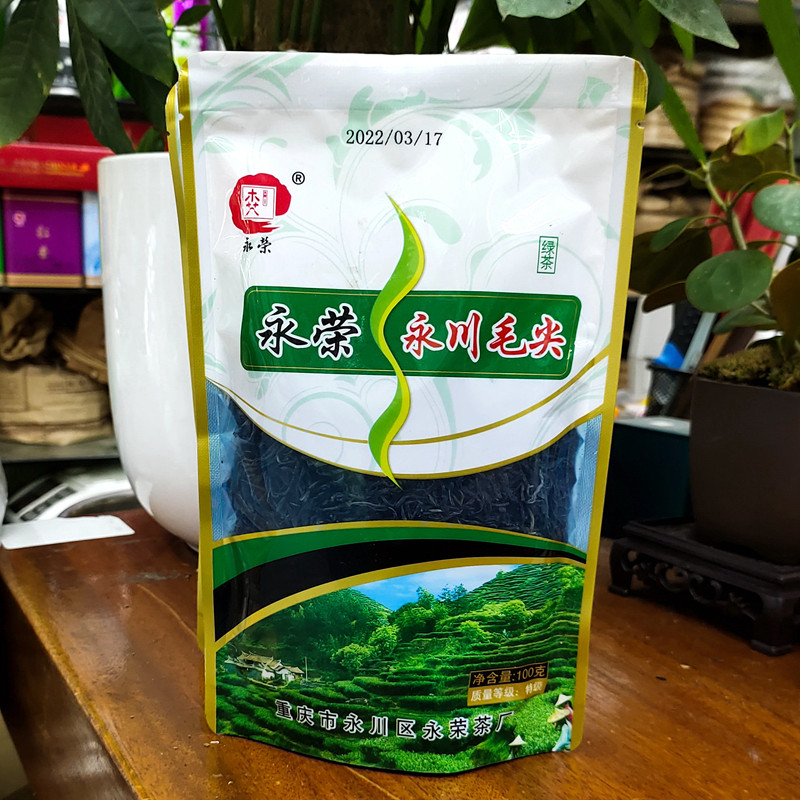 2022/03/17
®
永荣
绿茶
永荣 永川毛尖
净含量:100克
质量等级：特级
重庆市永川区永荣茶厂